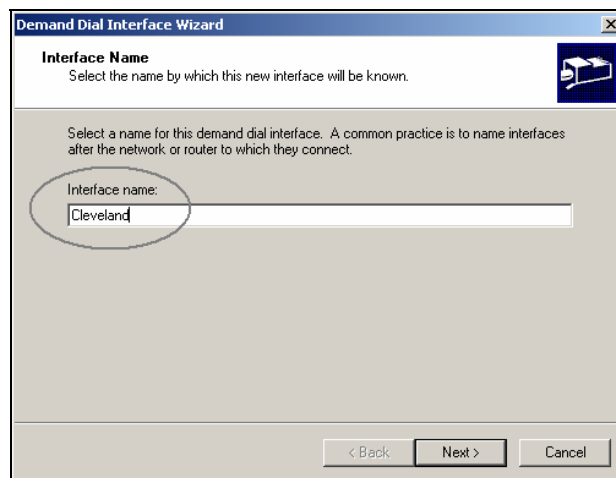 Demand Dial Interface Wizard
Interface Name
Select the name by which this new interface will be known.
Select a name for this demand dial interface. A common practice is to name interfaces
after the network or router to which they connect.
Interface name:
Cleveland
< Back
Next >
Cancel